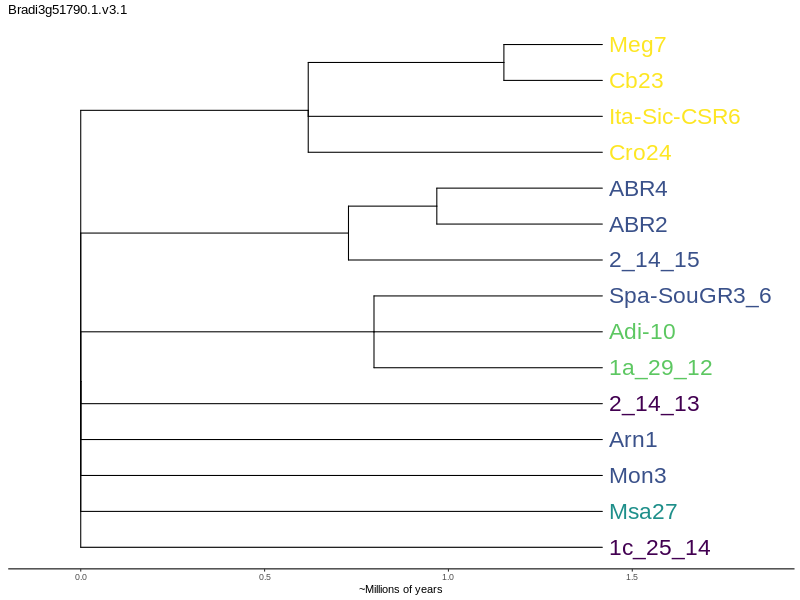 Bradi3g51790.1.v3.1
Meg7
Cb23
Ita-Sic-CSR6
Cro24
ABR4
ABR2
2_14_15
Spa-SouGR3_6
Adi-10
1a_29_12
2_14_13
Arn1
Mon3
Msa27
1c_25_14
0.0 0.5 1.0 1.5
~Millions of years